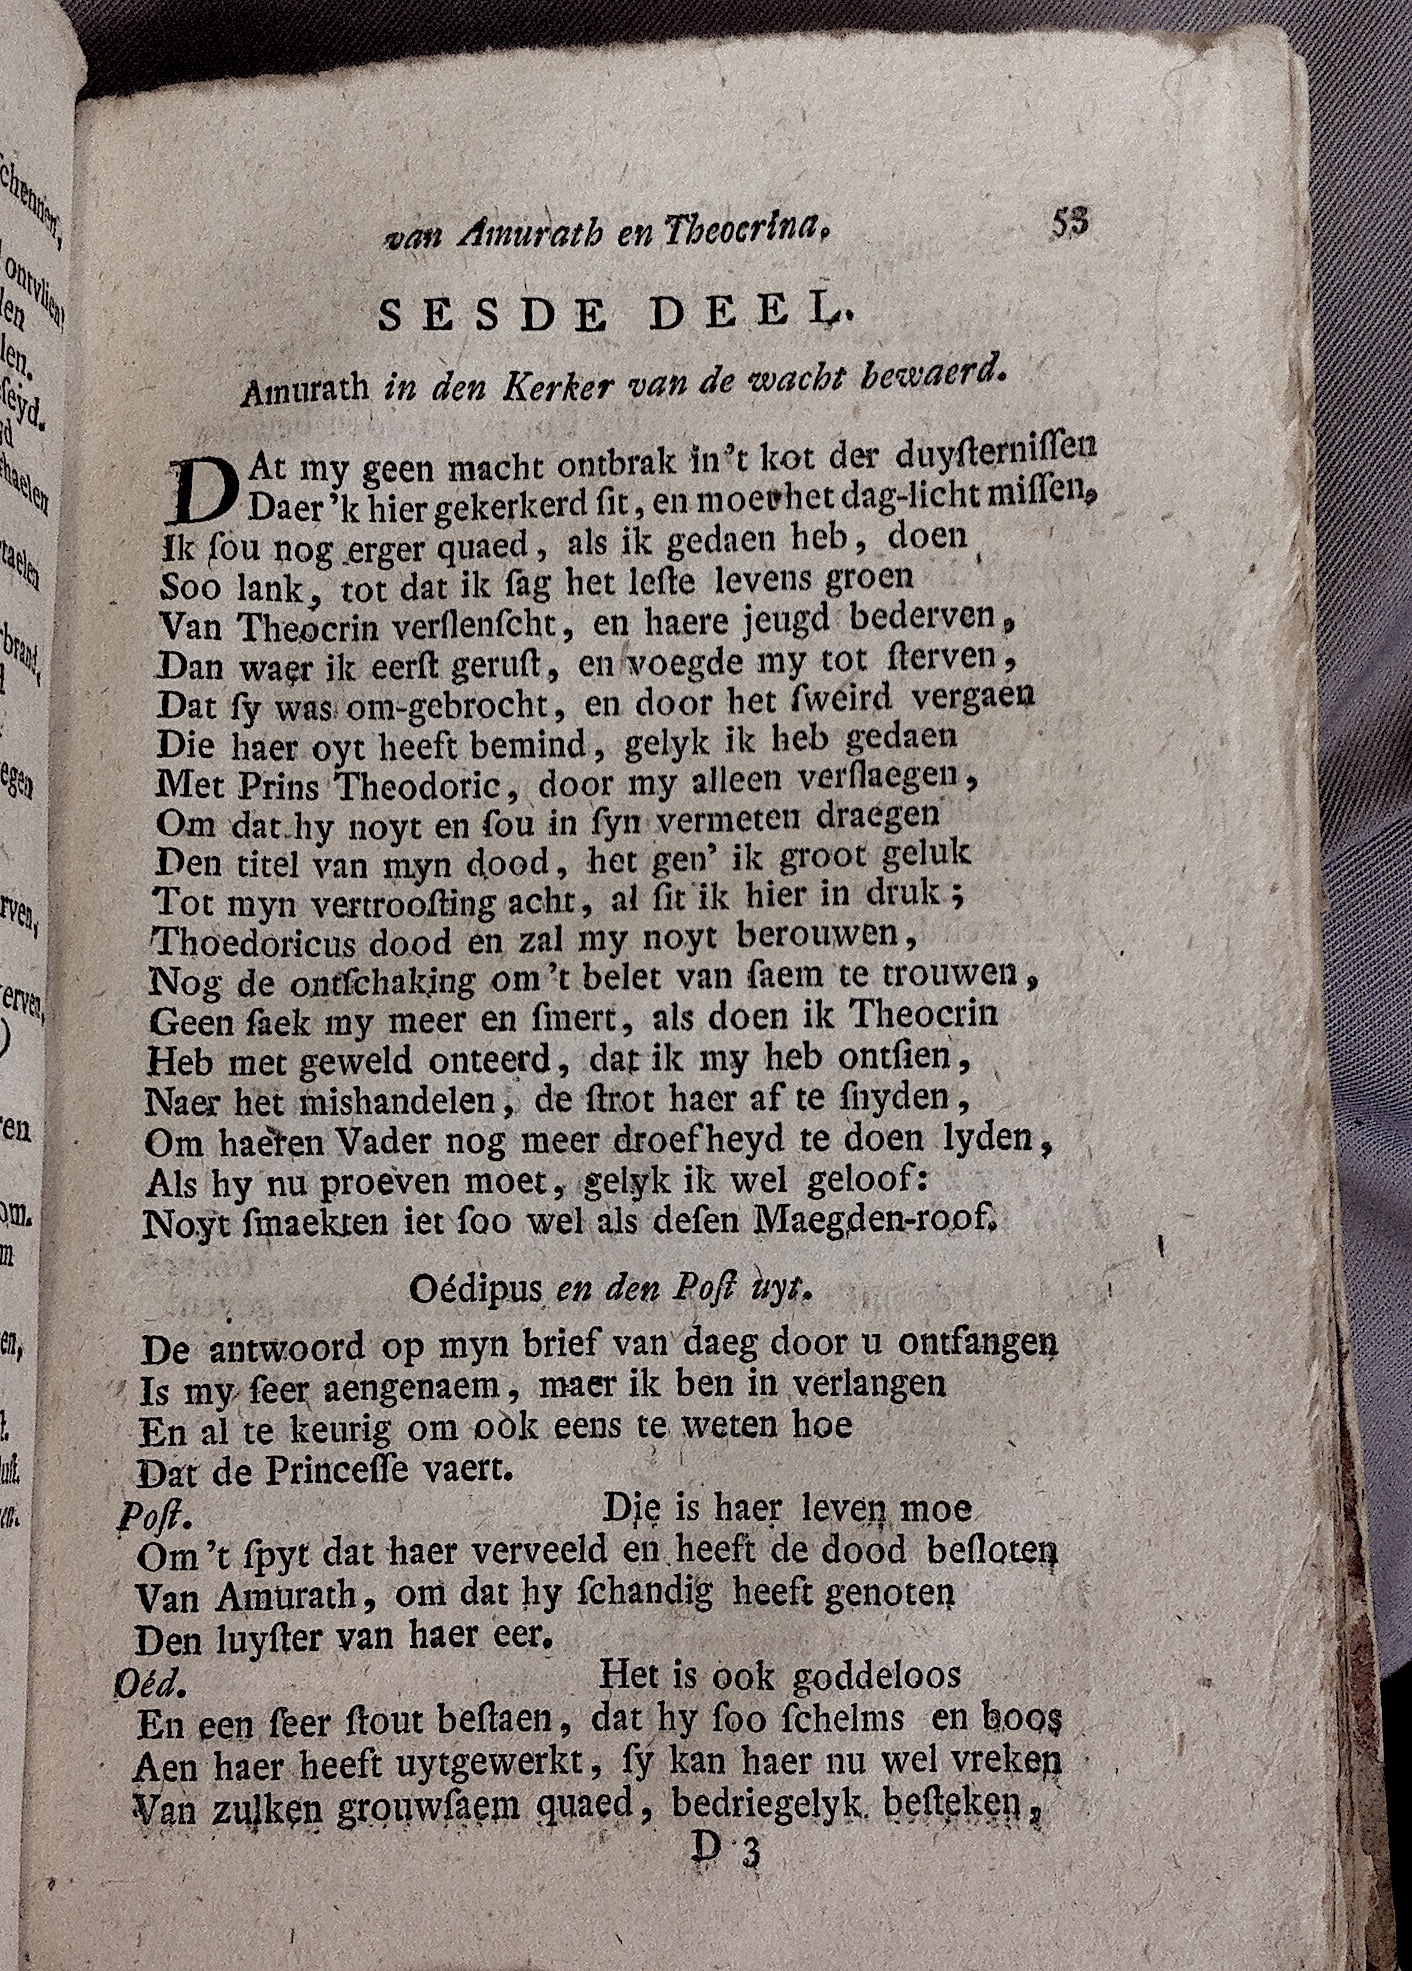 van Amurath en Theocrina. 53
SESDE DEEL.
Amurath in den Kerker van de wacht bewaerd.
DAt my geen macht ontbrak in't kot der duyſterniſſen
Daer 'k hier gekerkerd ſit, en moet het dag-licht miſſen,
Ik ſou nog erger quaed, als ik gedaen heb, doen
Soo lank, tot dat ik ſag het leſte levens groen
Van Theocrin verſlenſcht, en haere jeugd bederven,
Dan waer ik eerſt geruſt, en voegde my tot ſterven,
Dat ſy was om-gebrocht, en door het ſweird vergaen
Die haer oyt heeft bemind, gelyk ik heb gedaen
Met Prins Theodoric, door my alleen verſlaegen,
Om dat hy noyt en ſou in ſyn vermeten draegen
Den titel van myn dood, het gen' ik groot geluk
Tot myn vertrooſting acht, al ſit ik hier in druk;
Thoedoricus dood en zal my noyt berouwen,
Nog de ontſchaking om 't belet van ſaem te trouwen,
Geen ſaek my meer en ſmert, als doen ik Theocrin
Heb met geweld onteerd, dat ik my heb ontſien,
Naer het mishandelen, de ſtrot haer af te ſnyden,
Om haeren Vader nog meer droefheyd te doen lyden,
Als hy nu proeven moet, gelyk ik wel geloof:
Noyt ſmaekten iet ſoo wel als deſen Maegden-roof.
Oédipus en den Poſt uyt.
De antwoord op myn brief van daeg door u ontfangen
Is my ſeer aengenaem, maer ik ben in verlangen
En al te keurig om ook eens te weten hoe
Dat de Princeſſe vaert.
Poſt. Die is haer leven moe
Om 't ſpyt dat haer verveeld en heeft de dood beſloten
Van Amurath, om dat hy ſchandig heeft genoten
Den luyſter van haer eer.
Oéd. Het is ook goddeloos
En een ſeer ſtout beſtaen, dat hy ſoo ſchelms en boos
Aen haer heeft uytgewerkt, ſy kan haer nu wel vreken
Van zulken grouwſaem quaed, bedriegelyk beſteken,
D 3